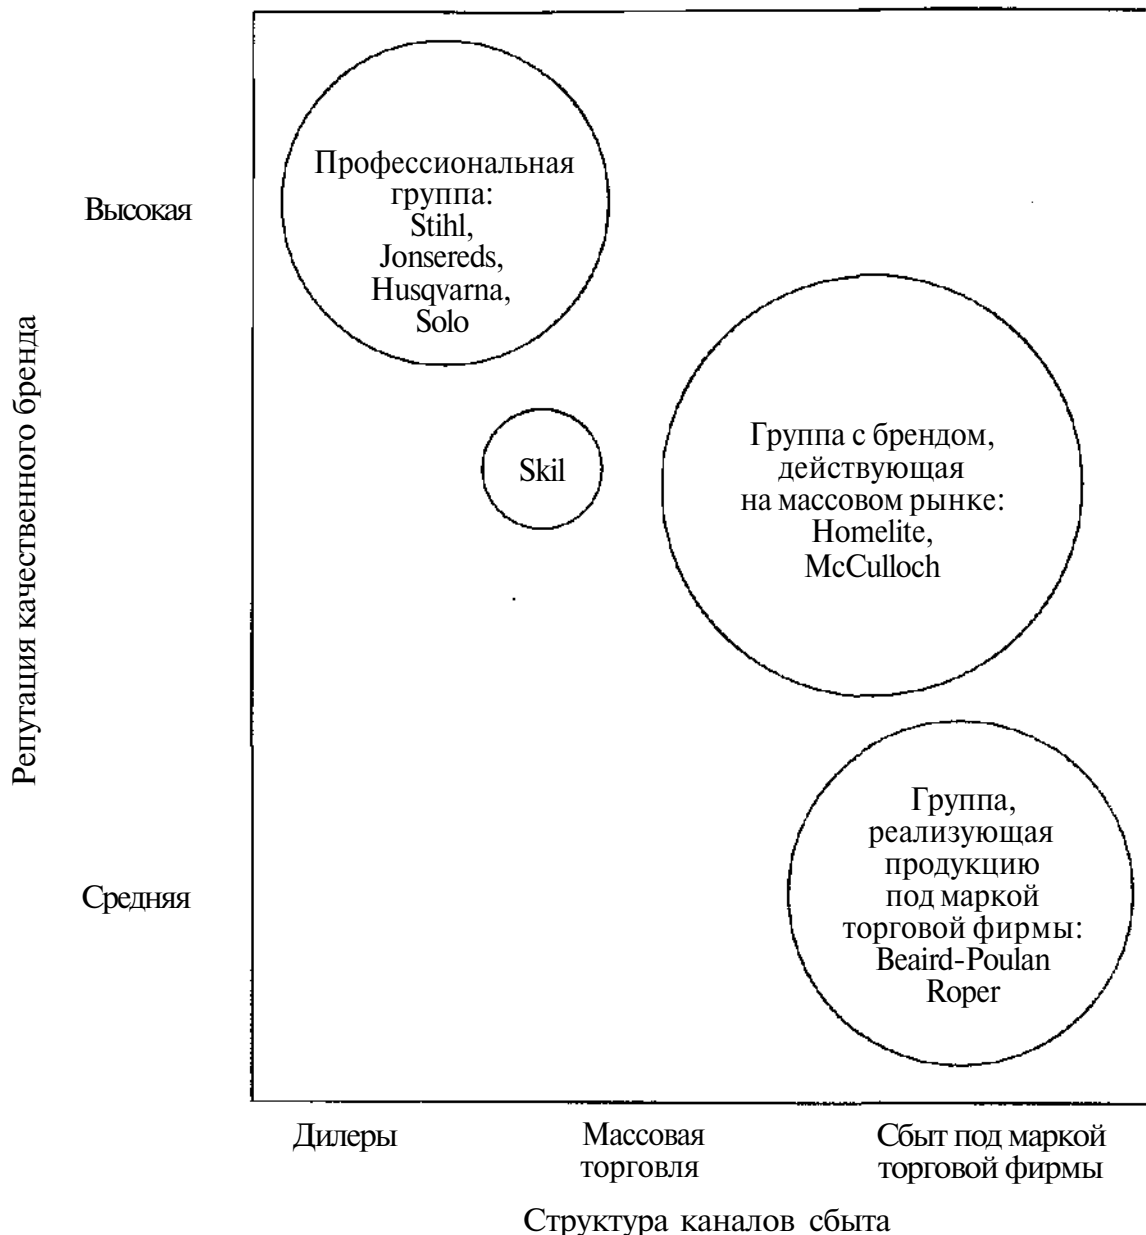 Профессиональная
группа:
Stihl,
Jonsereds,
Husqvarna,
Solo
Высокая
Skil
Группа с брендом,
действующая
на массовом рынке:
Homelite,
McCulloch
Репутация качественного бренда
Группа,
реализующая
продукцию
под маркой
торговой фирмы:
Beaird-Poulan
Roper
Средняя
Дилеры
Массовая
торговля
Сбыт под маркой
торговой фирмы
Структура каналов сбыта